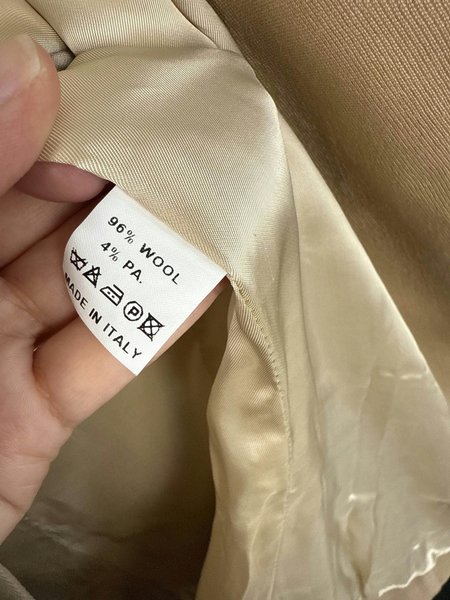 96% WOOL
4% PA.
P
MADE IN ITALY